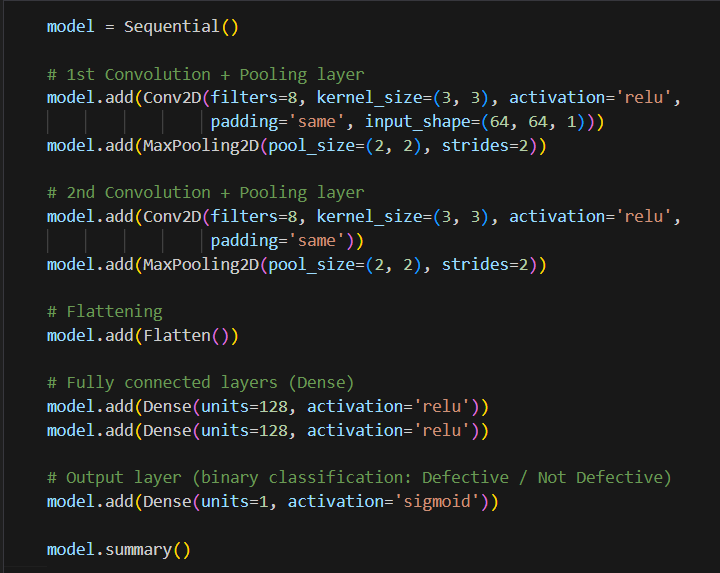 model = Sequential()
# 1st Convolution + Pooling layer
model.add(Conv2D(filters=8, kernel_size=(3, 3), activation='relu',
padding='same', input_shape=(64, 64, 1)))
model.add(MaxPooling2D(pool_size=(2, 2), strides=2))
# 2nd Convolution + Pooling layer
model.add(Conv2D(filters=8, kernel_size=(3, 3), activation='relu',
padding='same'))
model.add(MaxPooling2D(pool_size=(2, 2), strides=2))
# Flattening
model.add(Flatten())
# Fully connected layers (Dense)
model.add(Dense(units=128, activation='relu'))
model.add(Dense(units=128, activation='relu'))
# Output layer (binary classification: Defective / Not Defective)
model.add(Dense(units=1, activation='sigmoid'))
model.summary()